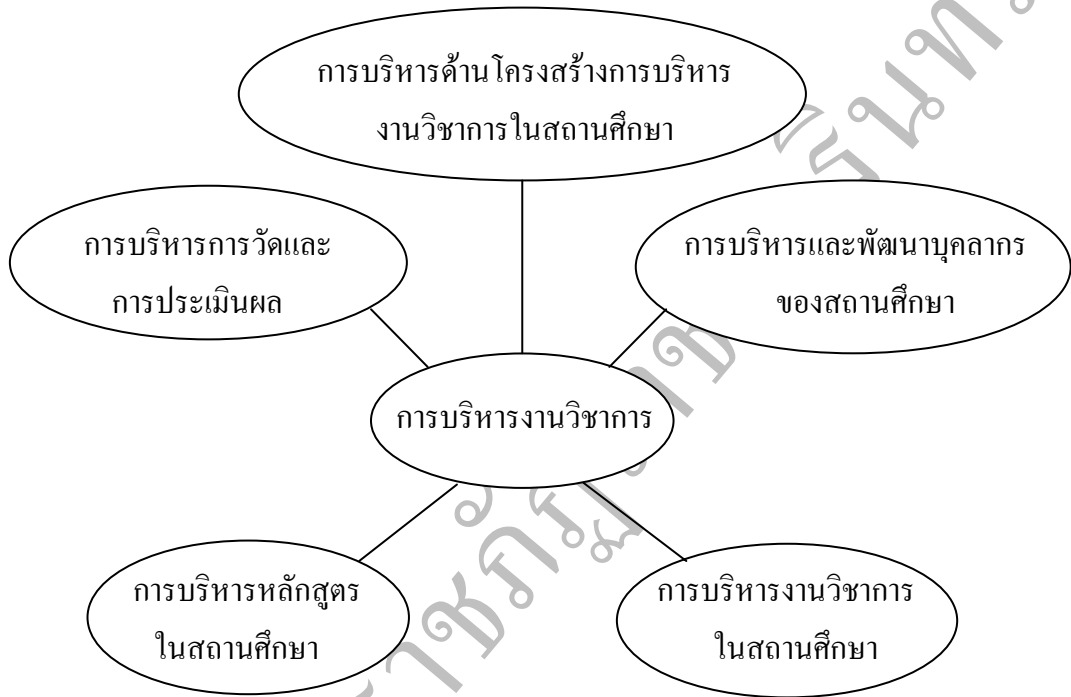 การบริหารด้านโครงสร้างการบริหาร
งานวิชาการในสถานศึกษา
การบริหารการวัดและ
การประเมินผล
การบริหารและพัฒนาบุคลากร
ของสถานศึกษา
การบริหารงานวิชาการ
การบริหารหลักสูตร
ในสถานศึกษา
การบริหารงานวิชาการ
ในสถานศึกษา